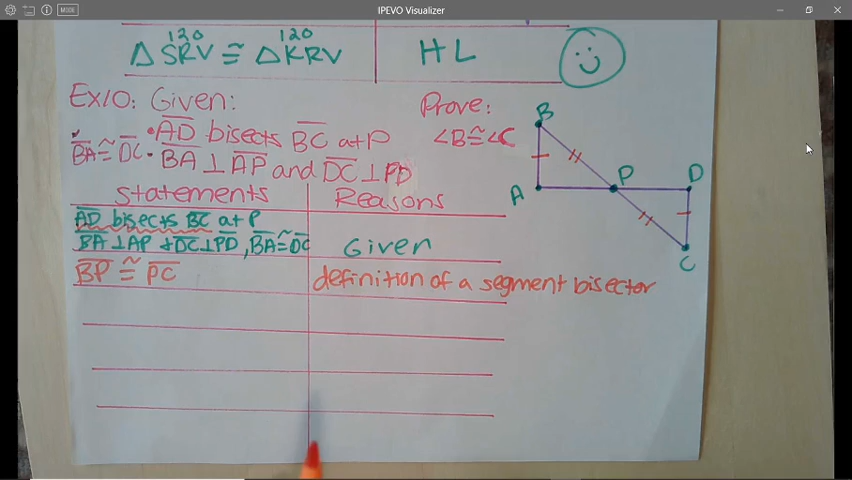 IPEVO Visualizer
MODE
120 120
Δ SRV ≅ Δ KRV HL
Ex10: Given: Prove:
• AD bisects BC at P ∠B≅∠C
BA≅DC • BA ⊥ AP and DC ⊥ PD
Statements Reasons
AD bisects BC at P
BA ⊥ AP + DC ⊥ PD, BA≅DC Given
BP ≅ PC definition of a segment bisector
B
A P D
C